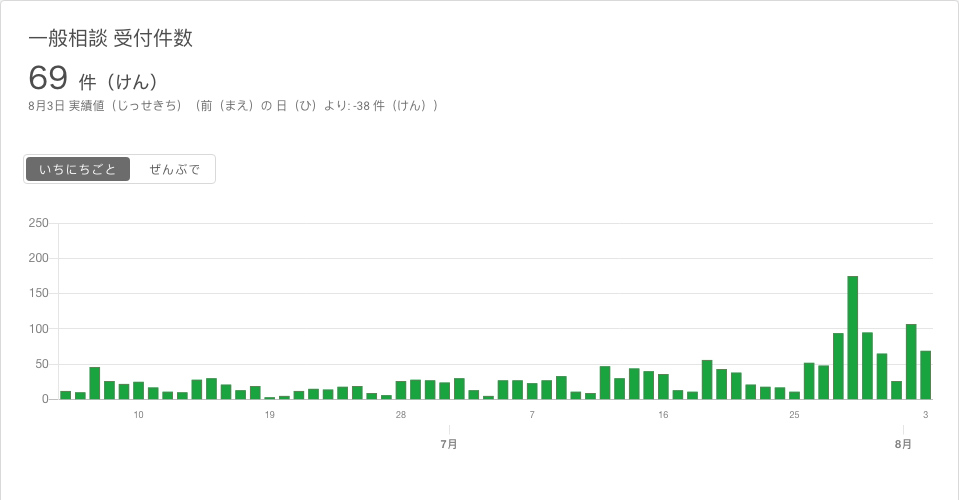 一般相談 受付件数
69 件（けん）
8月3日 実績値（じっせきち）（前（まえ）の 日（ひ）より: -38 件（けん））
いちにちごと ぜんぶで
250
200
150
100
50
0
10 19 28 7 16 25 3
7月 8月